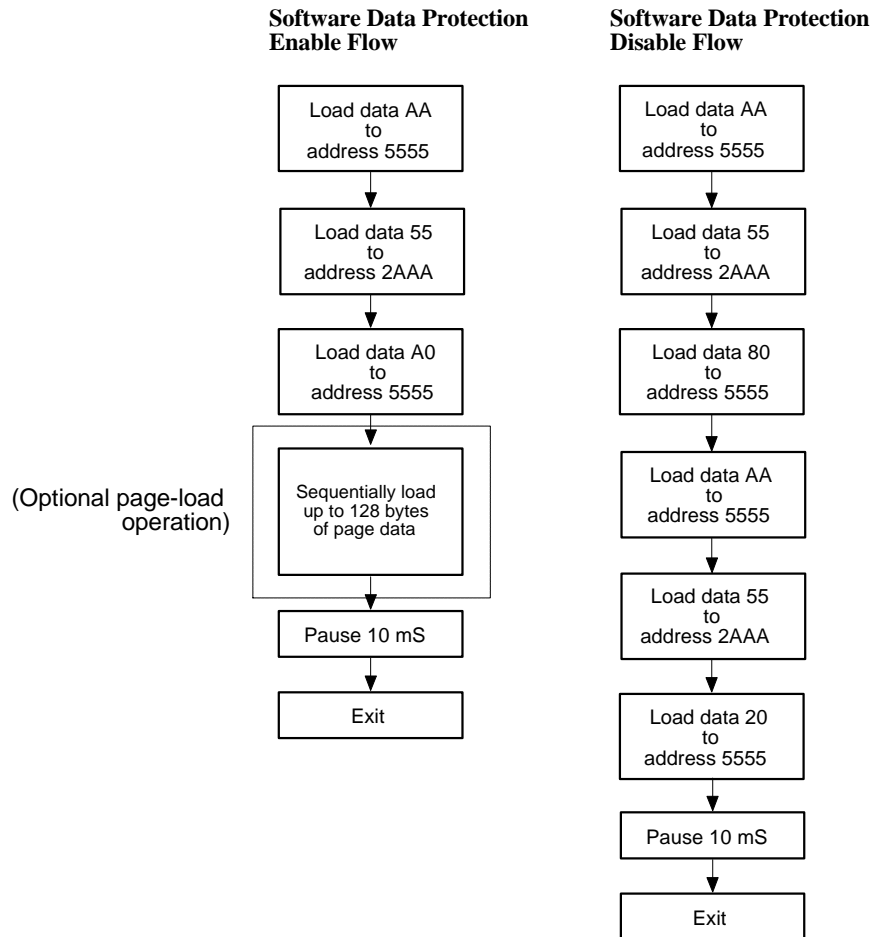 Software Data Protection
Enable Flow
Load data AA
to
address 5555
Load data 55
to
address 2AAA
Load data A0
to
address 5555
(Optional page-load
operation)
Sequentially load
up to 128 bytes
of page data
Pause 10 mS
Exit
Software Data Protection
Disable Flow
Load data AA
to
address 5555
Load data 55
to
address 2AAA
Load data 80
to
address 5555
Load data AA
to
address 5555
Load data 55
to
address 2AAA
Load data 20
to
address 5555
Pause 10 mS
Exit